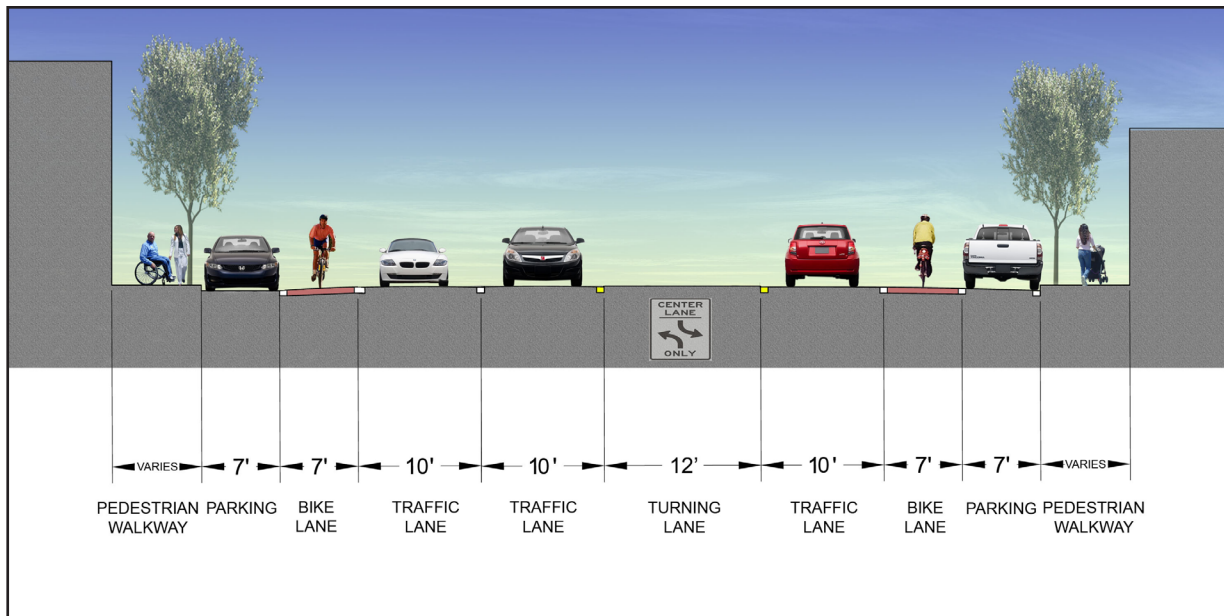 CENTER
LANE
ONLY
VARIES 7' 7' 10' 10' 12' 10' 7' 7' VARIES
PEDESTRIAN WALKWAY
PARKING
BIKE LANE
TRAFFIC LANE
TRAFFIC LANE
TURNING LANE
TRAFFIC LANE
BIKE LANE
PARKING
PEDESTRIAN WALKWAY